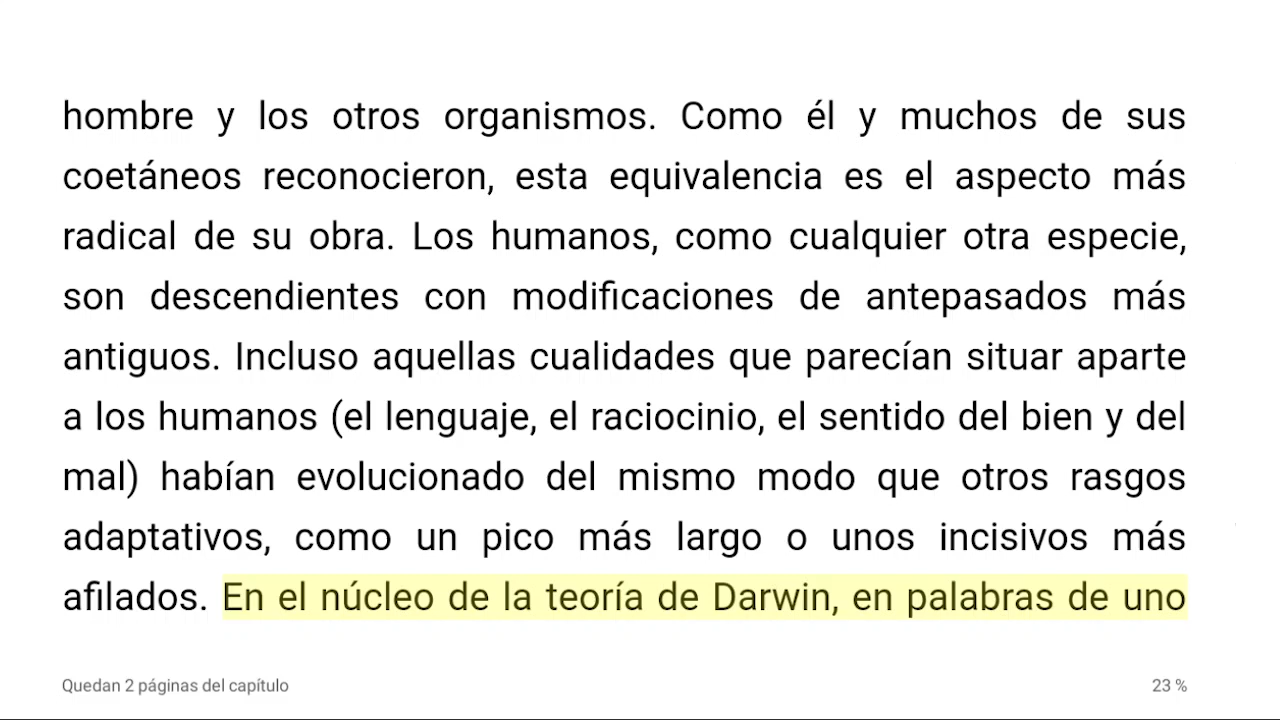 hombre y los otros organismos. Como él y muchos de sus
coetáneos reconocieron, esta equivalencia es el aspecto más
radical de su obra. Los humanos, como cualquier otra especie,
son descendientes con modificaciones de antepasados más
antiguos. Incluso aquellas cualidades que parecían situar aparte
a los humanos (el lenguaje, el raciocinio, el sentido del bien y del
mal) habían evolucionado del mismo modo que otros rasgos
adaptativos, como un pico más largo o unos incisivos más
afilados. En el núcleo de la teoría de Darwin, en palabras de uno
Quedan 2 páginas del capítulo
23 %